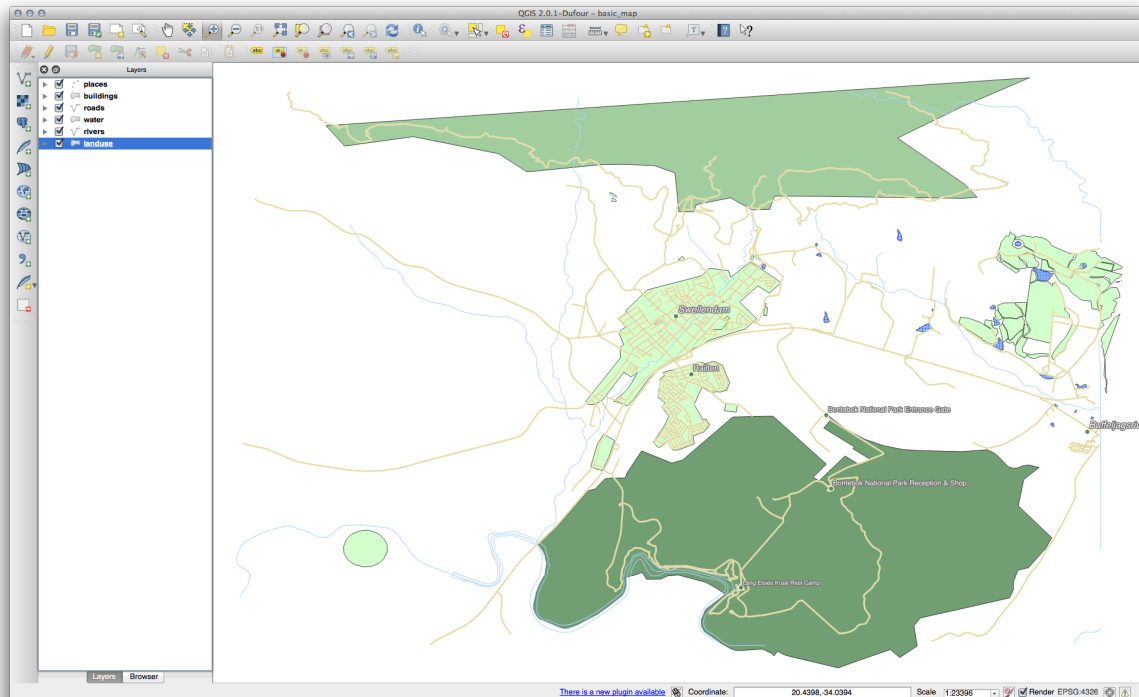 QGIS 2.0.1-Dufour - basic_map
Layers
places
buildings
roads
water
rivers
landuse
Swellendam
Railton
Bontebok National Park Entrance Gate
Bontebok National Park Reception & Shop
Lang Elsies Kraal Rest Camp
Layers Browser
There is a new plugin available Coordinate: 20.4398,-34.0394 Scale 1:23396 Render EPSG:4326